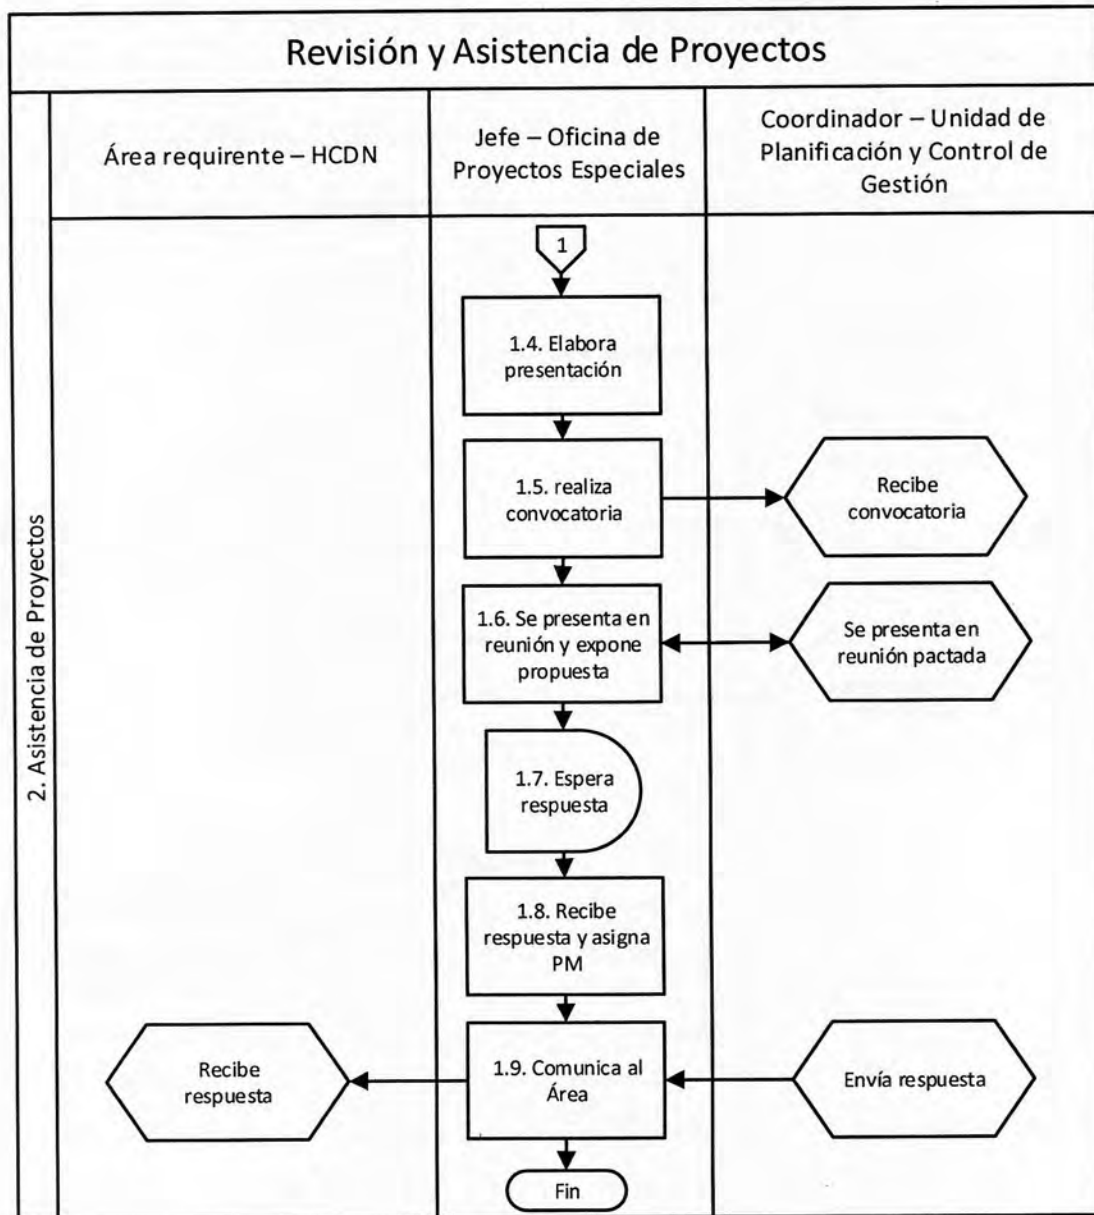 Revisión y Asistencia de Proyectos
Área requirente – HCDN
Jefe – Oficina de
Proyectos Especiales
Coordinador – Unidad de
Planificación y Control de
Gestión
2. Asistencia de Proyectos
1
1.4. Elabora
presentación
1.5. realiza
convocatoria
Recibe
convocatoria
1.6. Se presenta en
reunión y expone
propuesta
Se presenta en
reunión pactada
1.7. Espera
respuesta
1.8. Recibe
respuesta y asigna
PM
Recibe
respuesta
1.9. Comunica al
Área
Envía respuesta
Fin